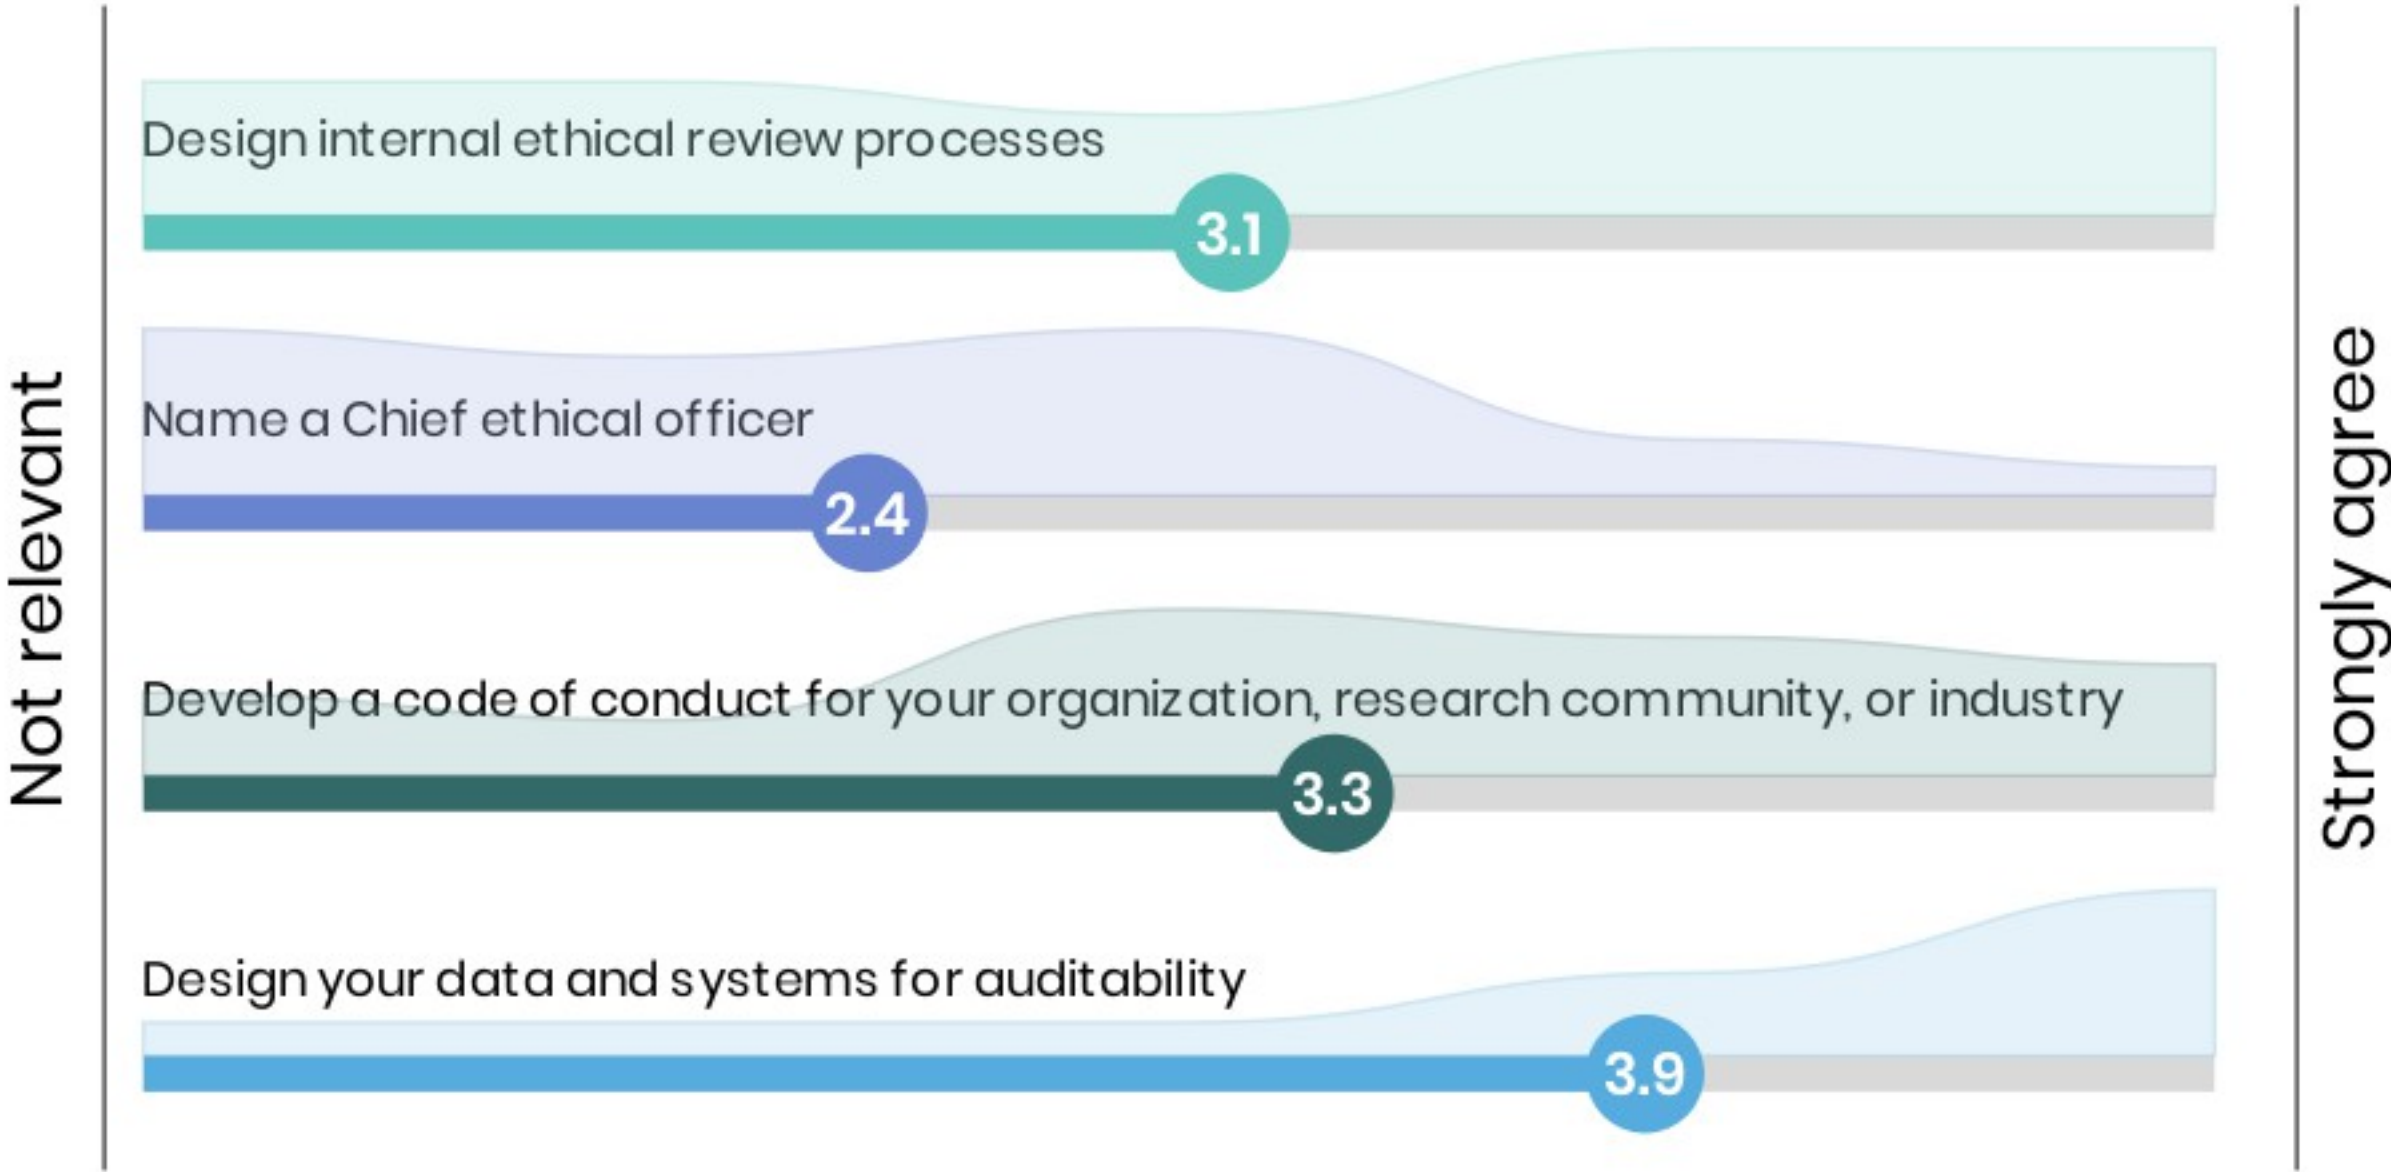 Not relevant
Design internal ethical review processes
3.1
Name a Chief ethical officer
2.4
Develop a code of conduct for your organization, research community, or industry
3.3
Design your data and systems for auditability
3.9
Strongly agree